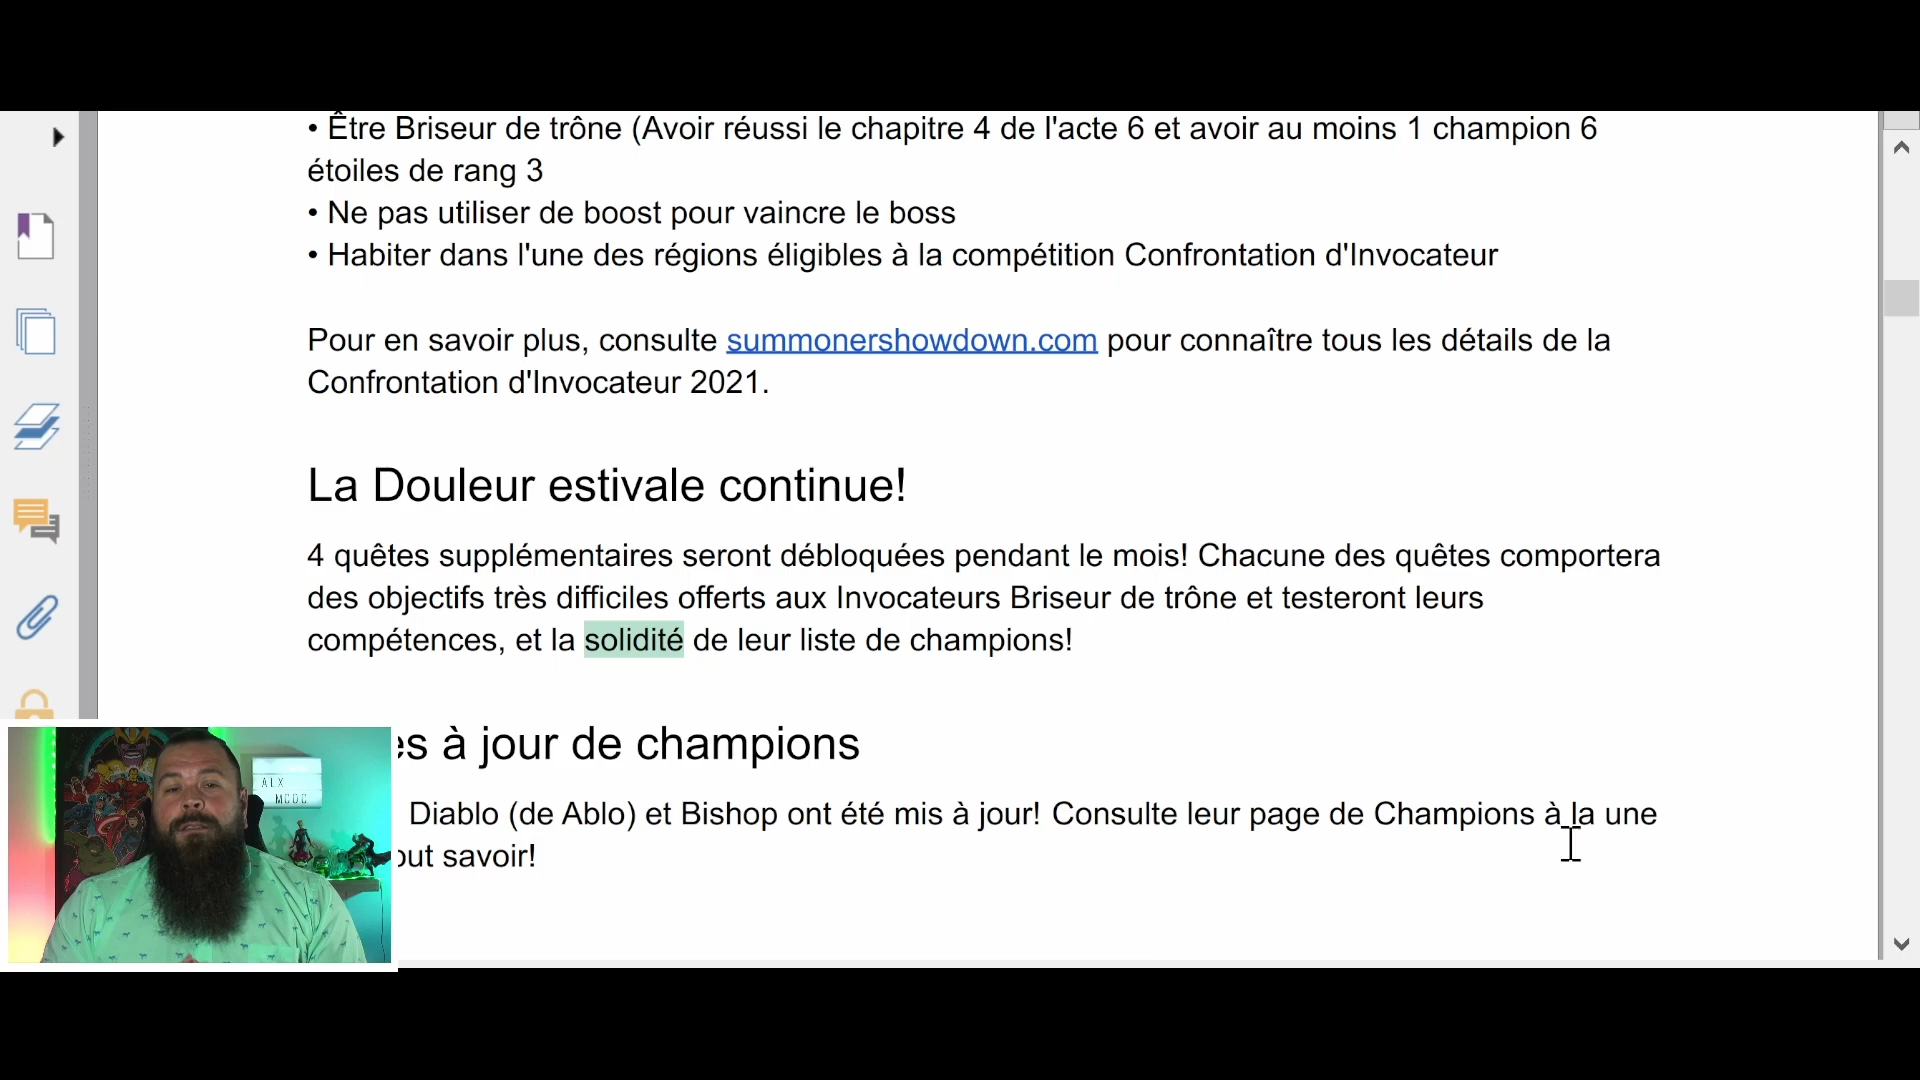 • Être Briseur de trône (Avoir réussi le chapitre 4 de l'acte 6 et avoir au moins 1 champion 6
étoiles de rang 3
• Ne pas utiliser de boost pour vaincre le boss
• Habiter dans l'une des régions éligibles à la compétition Confrontation d'Invocateur
Pour en savoir plus, consulte summonershowdown.com pour connaître tous les détails de la
Confrontation d'Invocateur 2021.
La Douleur estivale continue!
4 quêtes supplémentaires seront débloquées pendant le mois! Chacune des quêtes comportera
des objectifs très difficiles offerts aux Invocateurs Briseur de trône et testeront leurs
compétences, et la solidité de leur liste de champions!
es à jour de champions
Diablo (de Ablo) et Bishop ont été mis à jour! Consulte leur page de Champions à la une
out savoir!
ALX
MCOC